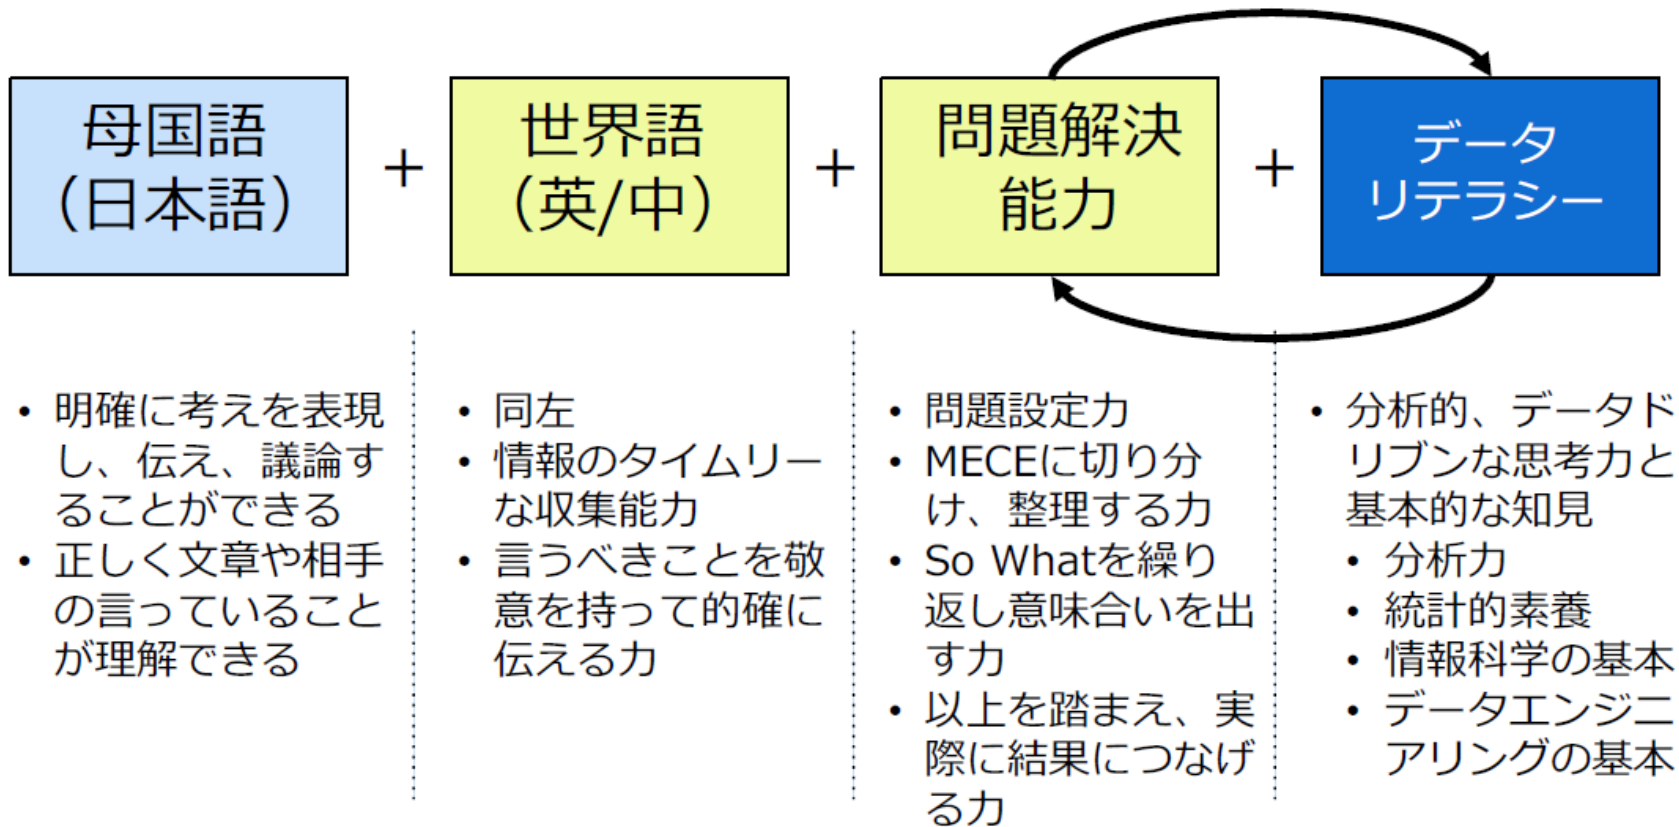 母国語
（日本語）
+
世界語
（英/中）
+
問題解決
能力
+
データ
リテラシー
• 明確に考えを表現
し、伝え、議論す
ることができる
• 正しく文章や相手
の言っていること
が理解できる
• 同左
• 情報のタイムリー
な収集能力
• 言うべきことを敬
意を持って的確に
伝える力
• 問題設定力
• MECEに切り分
け、整理する力
• So Whatを繰り
返し意味合いを出
す力
• 以上を踏まえ、実
際に結果につなげ
る力
• 分析的、データド
リブンな思考力と
基本的な知見
• 分析力
• 統計的素養
• 情報科学の基本
• データエンジニ
アリングの基本